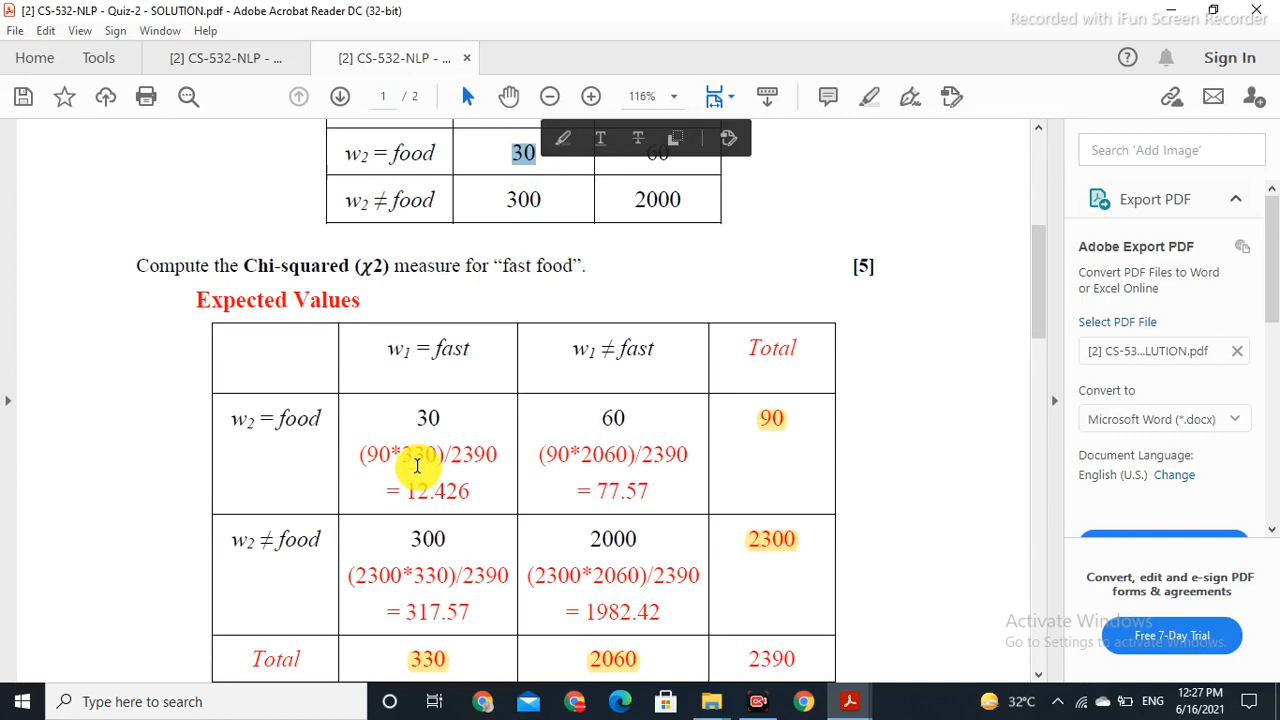 [2] CS-532-NLP - Quiz-2 - SOLUTION.pdf - Adobe Acrobat Reader DC (32-bit)
Recorded with iFun Screen Recorder
File Edit View Sign Window Help
Home Tools [2] CS-532-NLP - ... [2] CS-532-NLP - ... × Sign In
1 / 2 116%
w₂ = food 30 60
w₂ ≠ food 300 2000
Compute the Chi-squared (χ2) measure for “fast food”. [5]
Expected Values
w₁ = fast w₁ ≠ fast Total
w₂ = food 30 60 90
(90*330)/2390 (90*2060)/2390
= 12.426 = 77.57
w₂ ≠ food 300 2000 2300
(2300*330)/2390 (2300*2060)/2390
= 317.57 = 1982.42
Total 330 2060 2390
Search 'Add Image'
Export PDF
Adobe Export PDF
Convert PDF Files to Word
or Excel Online
Select PDF File
[2] CS-53...LUTION.pdf
Convert to
Microsoft Word (*.docx)
Document Language:
English (U.S.) Change
Convert, edit and e-sign PDF
forms & agreements
Free 7-Day Trial
Activate Windows
Go to Settings to activate Windows.
Type here to search
32°C ENG 12:27 PM
6/16/2021